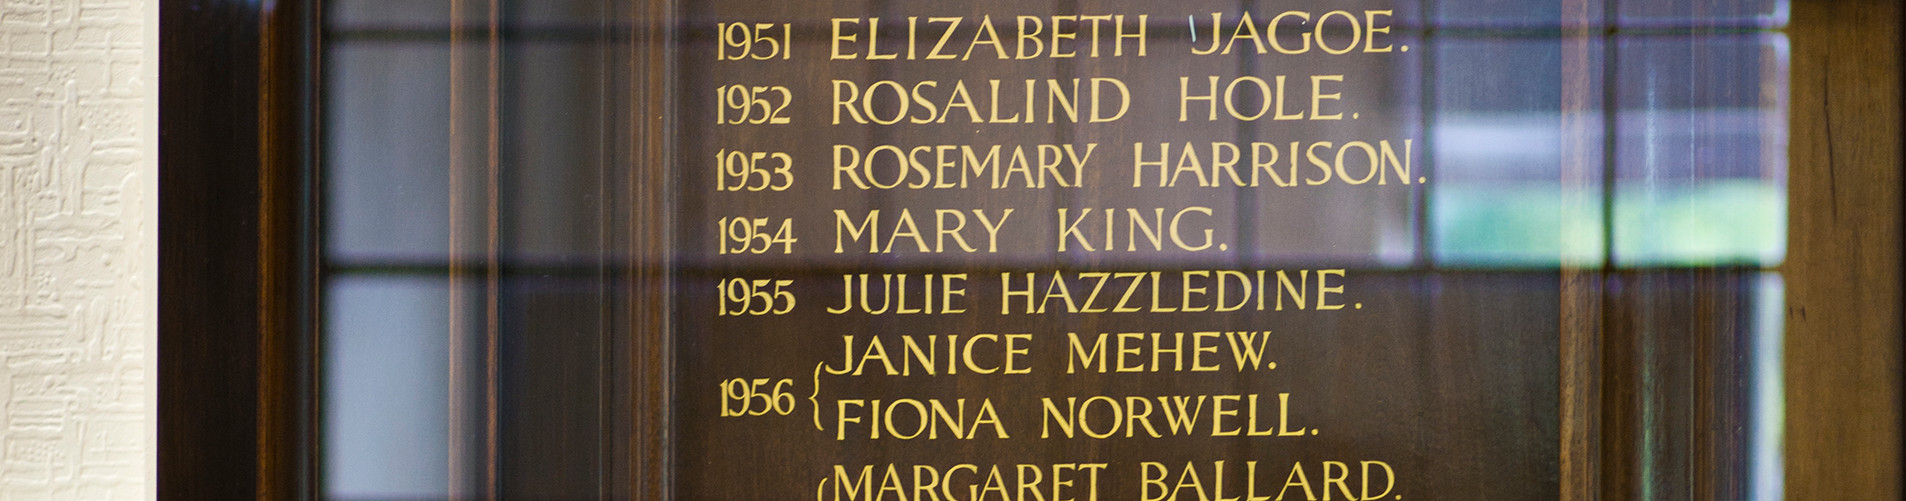 1951 ELIZABETH JAGOE.
1952 ROSALIND HOLE.
1953 ROSEMARY HARRISON.
1954 MARY KING.
1955 JULIE HAZZLEDINE.
1956 { JANICE MEHEW.
FIONA NORWELL.
MARGARET BALLARD.